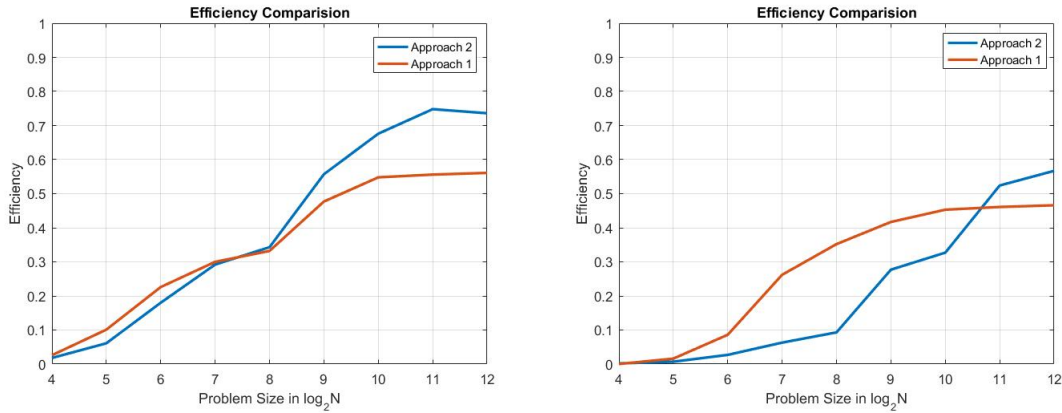 Efficiency Comparision
1
0.9
0.8
0.7
0.6
0.5
0.4
0.3
0.2
0.1
0
Efficiency
Approach 2
Approach 1
4 5 6 7 8 9 10 11 12
Problem Size in log2N
Efficiency Comparision
1
0.9
0.8
0.7
0.6
0.5
0.4
0.3
0.2
0.1
0
Efficiency
Approach 2
Approach 1
4 5 6 7 8 9 10 11 12
Problem Size in log2N